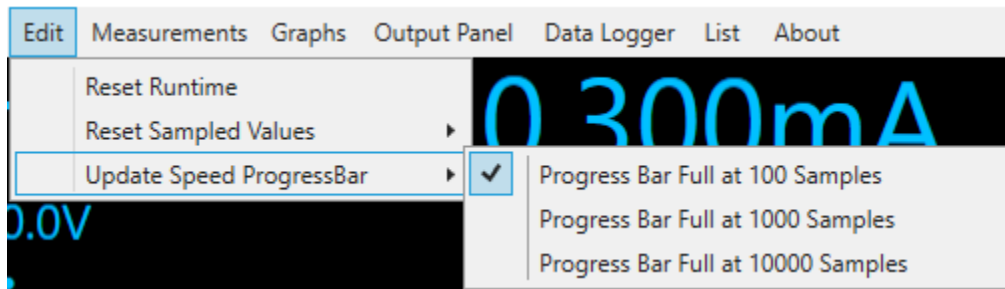 Edit Measurements Graphs Output Panel Data Logger List About
Reset Runtime
Reset Sampled Values
Update Speed ProgressBar
0.300mA
Progress Bar Full at 100 Samples
Progress Bar Full at 1000 Samples
Progress Bar Full at 10000 Samples
0.0V